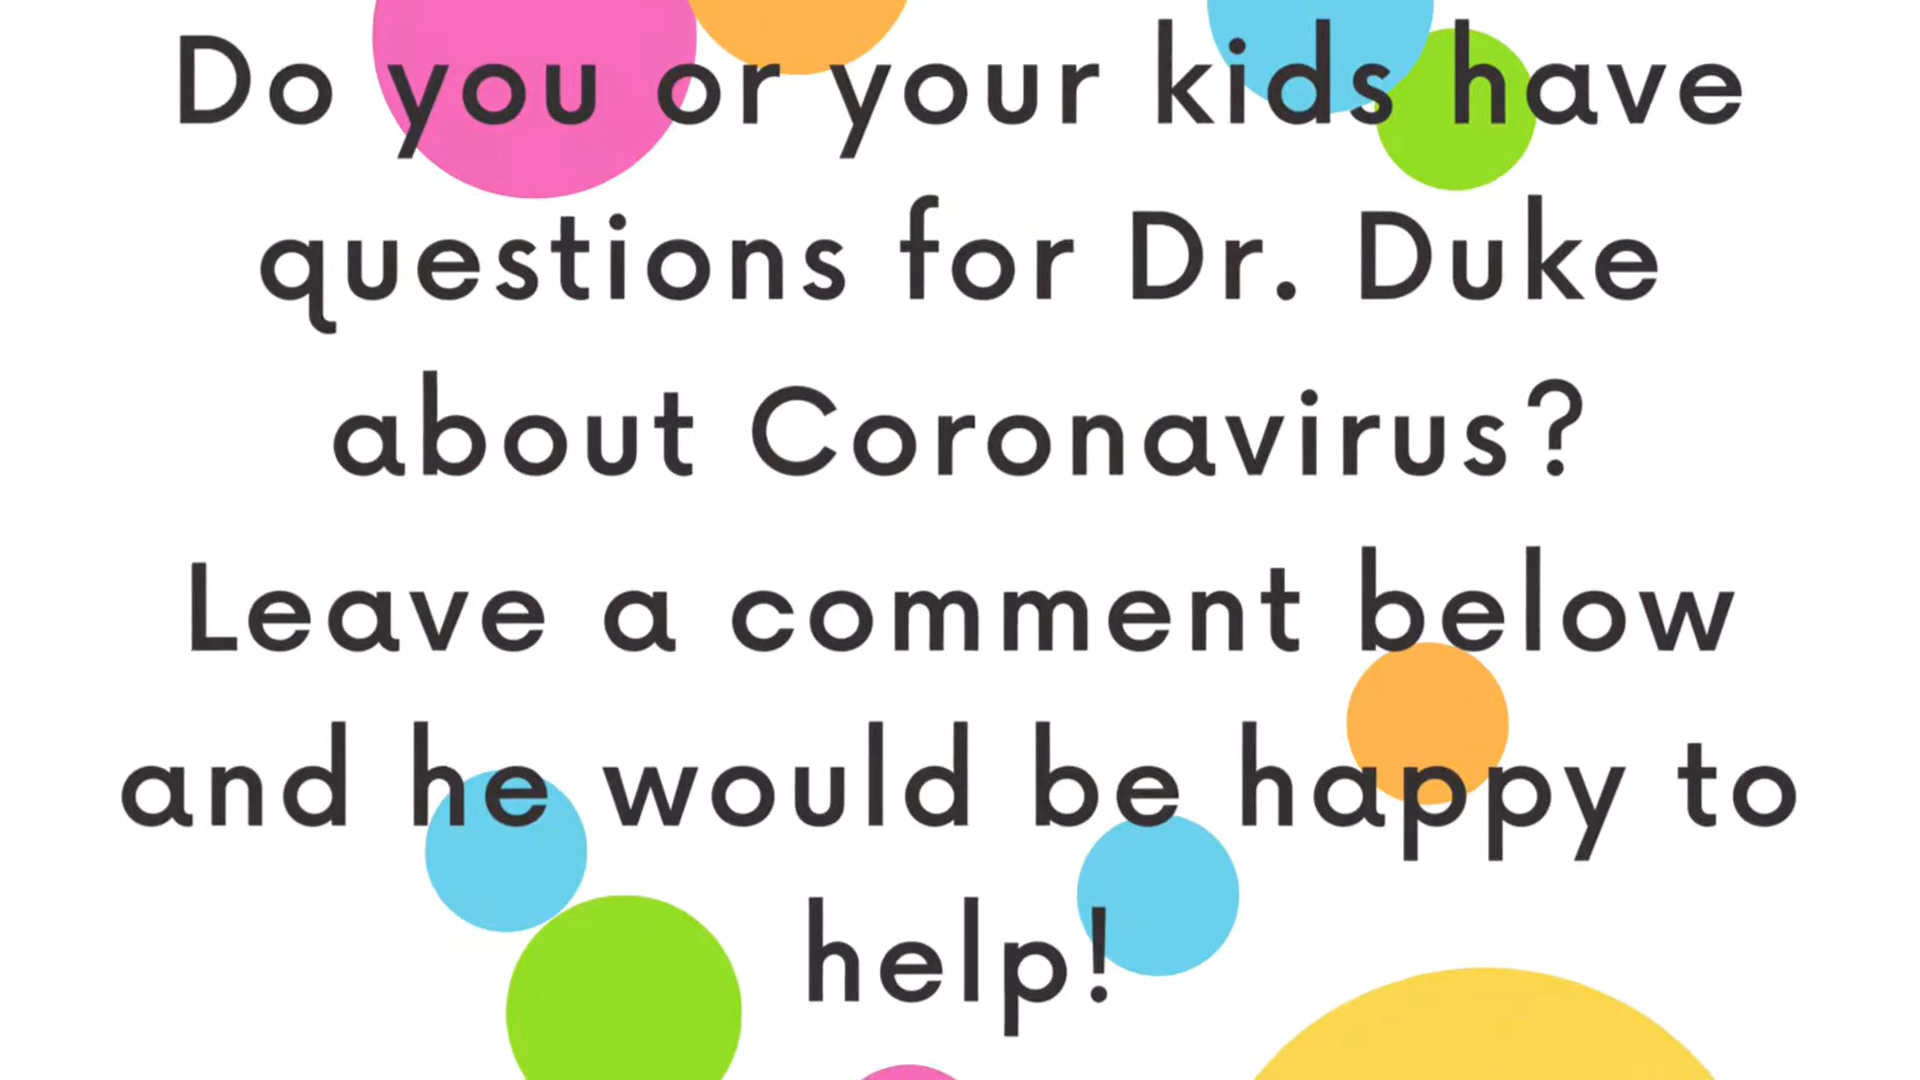 Do you or your kids have
questions for Dr. Duke
about Coronavirus?
Leave a comment below
and he would be happy to
help!